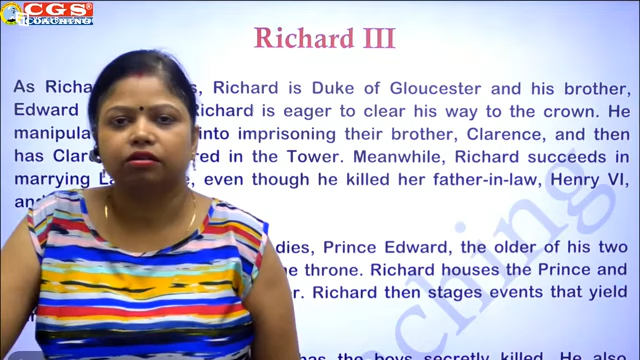 CGS®
COACHING
Richard III
As Richa s, Richard is Duke of Gloucester and his brother,
Edward Richard is eager to clear his way to the crown. He
manipula into imprisoning their brother, Clarence, and then
has Clar red in the Tower. Meanwhile, Richard succeeds in
marrying La e, even though he killed her father-in-law, Henry VI,
and
dies, Prince Edward, the older of his two
he throne. Richard houses the Prince and
er. Richard then stages events that yield
has the boys secretly killed. He also
aching